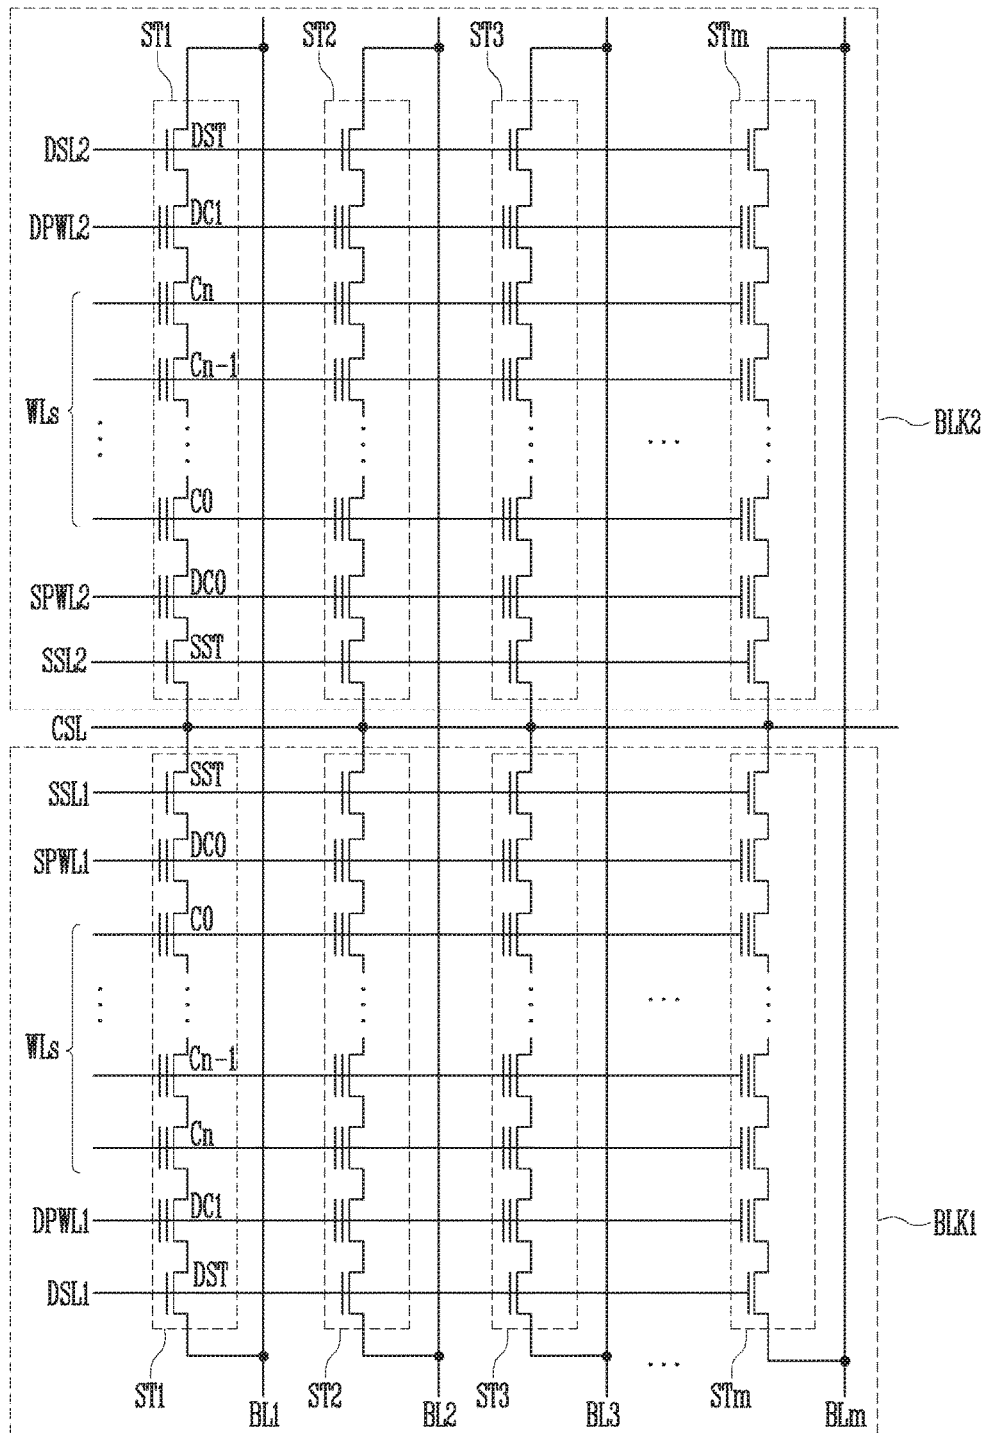 ST1 ST2 ST3 STm
DSL2 DST
DPWL2 DC1
Cn
Cn-1
WLs
... ... ... ... ... ...
BLK2
C0
SPWL2 DC0
SSL2 SST
CSL
SSL1 SST
SPWL1 DC0
C0
... ... ... ... ... ...
WLs
Cn-1
Cn
DPWL1 DC1
BLK1
DSL1 DST
...
ST1 ST2 ST3 STm
BL1 BL2 BL3 BLm